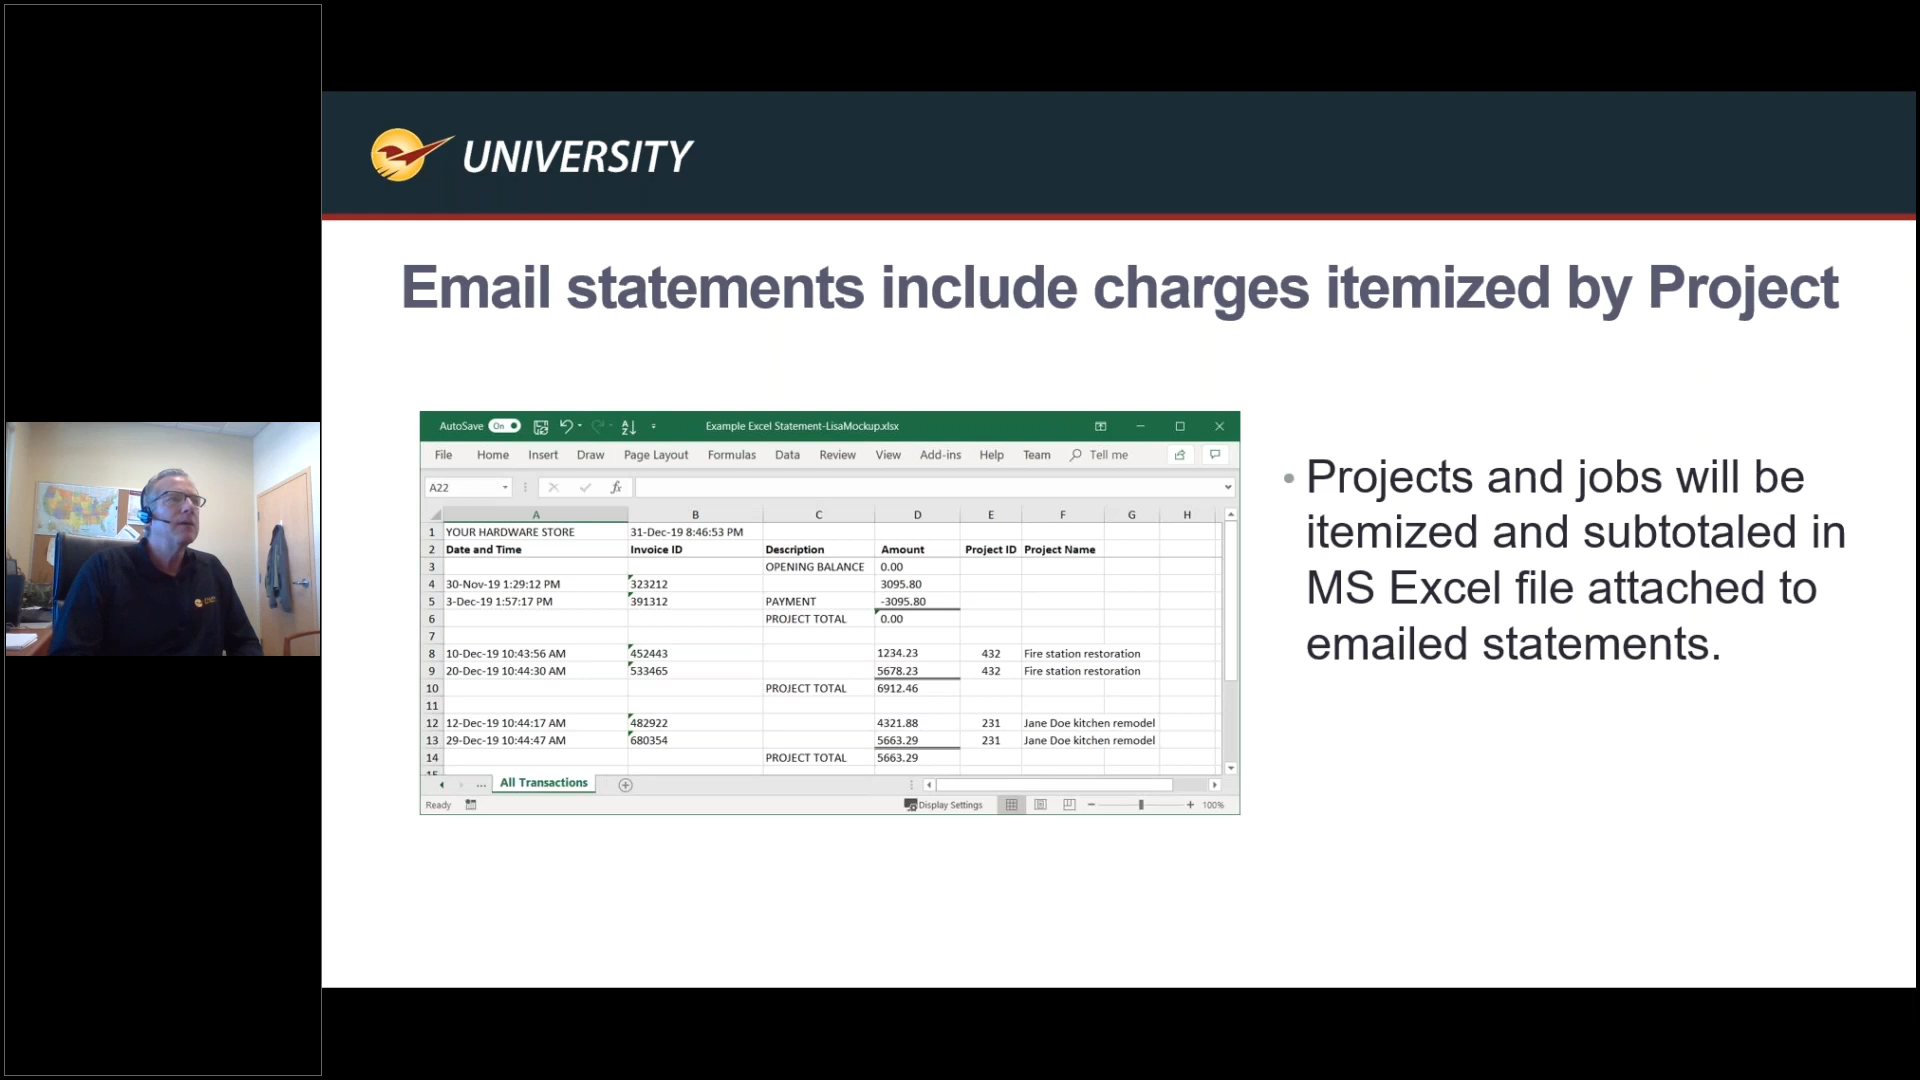 UNIVERSITY
Email statements include charges itemized by Project
AutoSave On Example Excel Statement-LisaMockup.xlsx
File Home Insert Draw Page Layout Formulas Data Review View Add-ins Help Team Tell me
A22 fx
A B C D E F G H
1 YOUR HARDWARE STORE 31-Dec-19 8:46:53 PM
2 Date and Time Invoice ID Description Amount Project ID Project Name
3 OPENING BALANCE 0.00
4 30-Nov-19 1:29:12 PM 323212 3095.80
5 3-Dec-19 1:57:17 PM 391312 PAYMENT -3095.80
6 PROJECT TOTAL 0.00
7
8 10-Dec-19 10:43:56 AM 452443 1234.23 432 Fire station restoration
9 20-Dec-19 10:44:30 AM 533465 5678.23 432 Fire station restoration
10 PROJECT TOTAL 6912.46
11
12 12-Dec-19 10:44:17 AM 482922 4321.88 231 Jane Doe kitchen remodel
13 29-Dec-19 10:44:47 AM 680354 5663.29 231 Jane Doe kitchen remodel
14 PROJECT TOTAL 5663.29
15
... All Transactions
Ready Display Settings 100%
• Projects and jobs will be
itemized and subtotaled in
MS Excel file attached to
emailed statements.